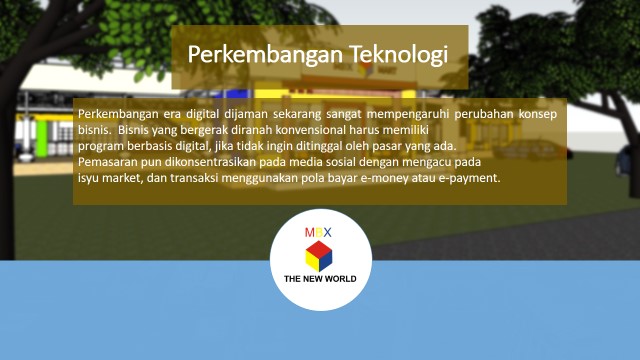 Perkembangan Teknologi
Perkembangan era digital dijaman sekarang sangat mempengaruhi perubahan konsep
bisnis. Bisnis yang bergerak diranah konvensional harus memiliki
program berbasis digital, jika tidak ingin ditinggal oleh pasar yang ada.
Pemasaran pun dikonsentrasikan pada media sosial dengan mengacu pada
isyu market, dan transaksi menggunakan pola bayar e-money atau e-payment.
MBX
THE NEW WORLD